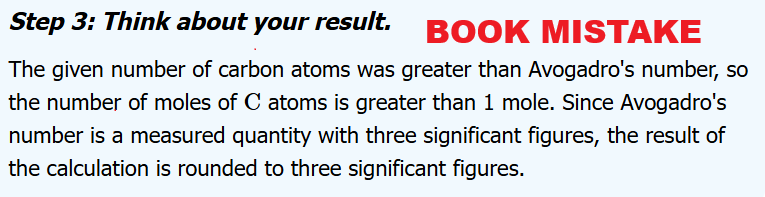 Step 3: Think about your result.
BOOK MISTAKE
The given number of carbon atoms was greater than Avogadro's number, so
the number of moles of C atoms is greater than 1 mole. Since Avogadro's
number is a measured quantity with three significant figures, the result of
the calculation is rounded to three significant figures.